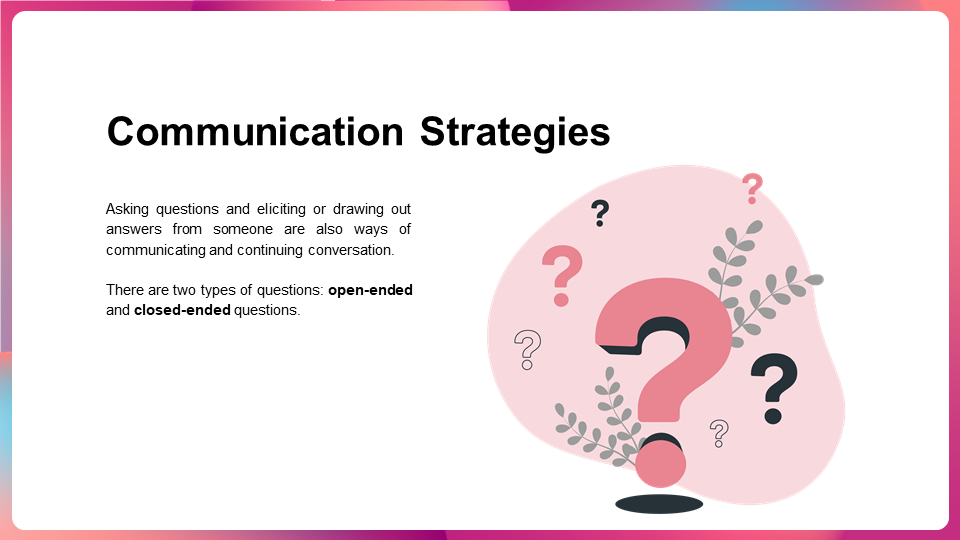 Communication Strategies
Asking questions and eliciting or drawing out
answers from someone are also ways of
communicating and continuing conversation.
There are two types of questions: open-ended
and closed-ended questions.